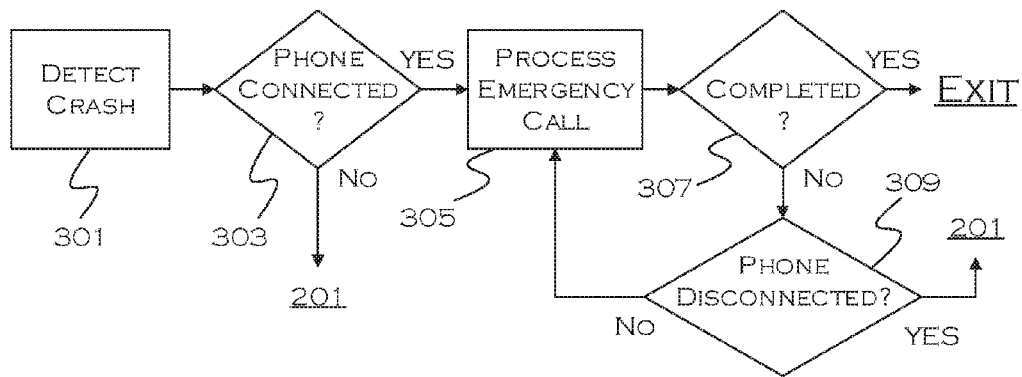 DETECT
CRASH
301
PHONE
CONNECTED
?
303
YES
NO
201
PROCESS
EMERGENCY
CALL
305
COMPLETED
?
307
YES
EXIT
NO
309
PHONE
DISCONNECTED?
NO
YES
201